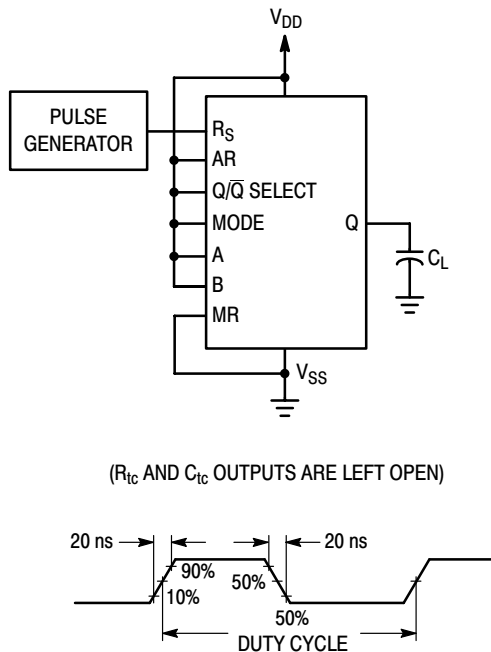 VDD
PULSE
GENERATOR
RS
AR
Q/Q̅ SELECT
MODE
Q
A
CL
B
MR
VSS
(Rtc AND Ctc OUTPUTS ARE LEFT OPEN)
20 ns
20 ns
90%
50%
10%
50%
DUTY CYCLE